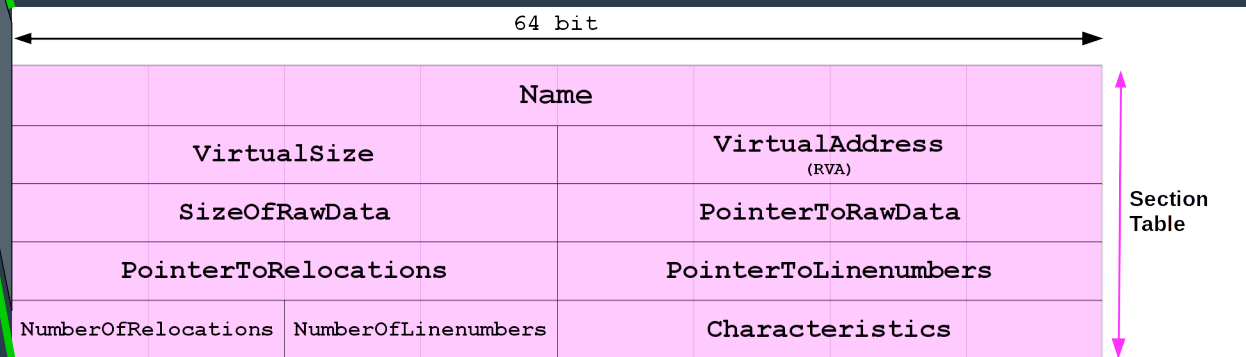 64 bit
Name
VirtualSize
VirtualAddress
(RVA)
SizeOfRawData
PointerToRawData
PointerToRelocations
PointerToLinenumbers
NumberOfRelocations
NumberOfLinenumbers
Characteristics
Section
Table